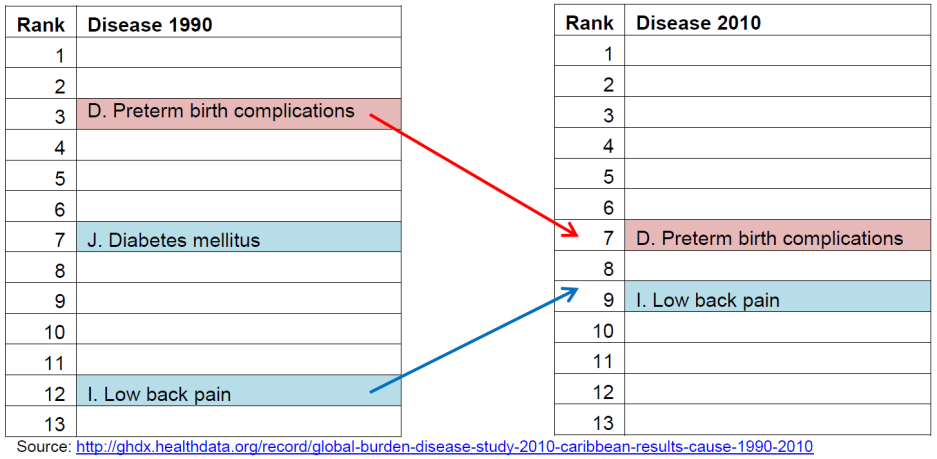 Rank Disease 1990
1
2
3 D. Preterm birth complications
4
5
6
7 J. Diabetes mellitus
8
9
10
11
12 I. Low back pain
13
Rank Disease 2010
1
2
3
4
5
6
7 D. Preterm birth complications
8
9 I. Low back pain
10
11
12
13
Source: http://ghdx.healthdata.org/record/global-burden-disease-study-2010-caribbean-results-cause-1990-2010